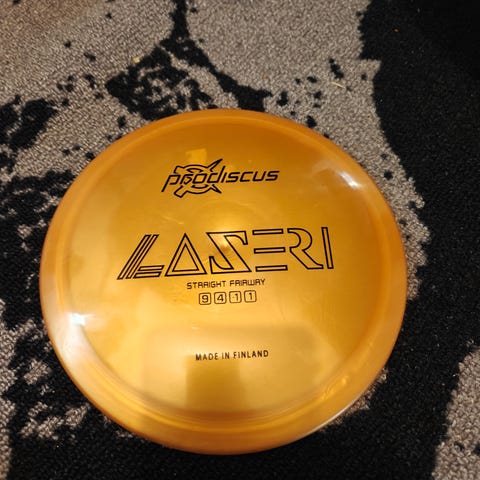 prodiscus
LASERI
STRAIGHT FAIRWAY
9 4 1 1
MADE IN FINLAND